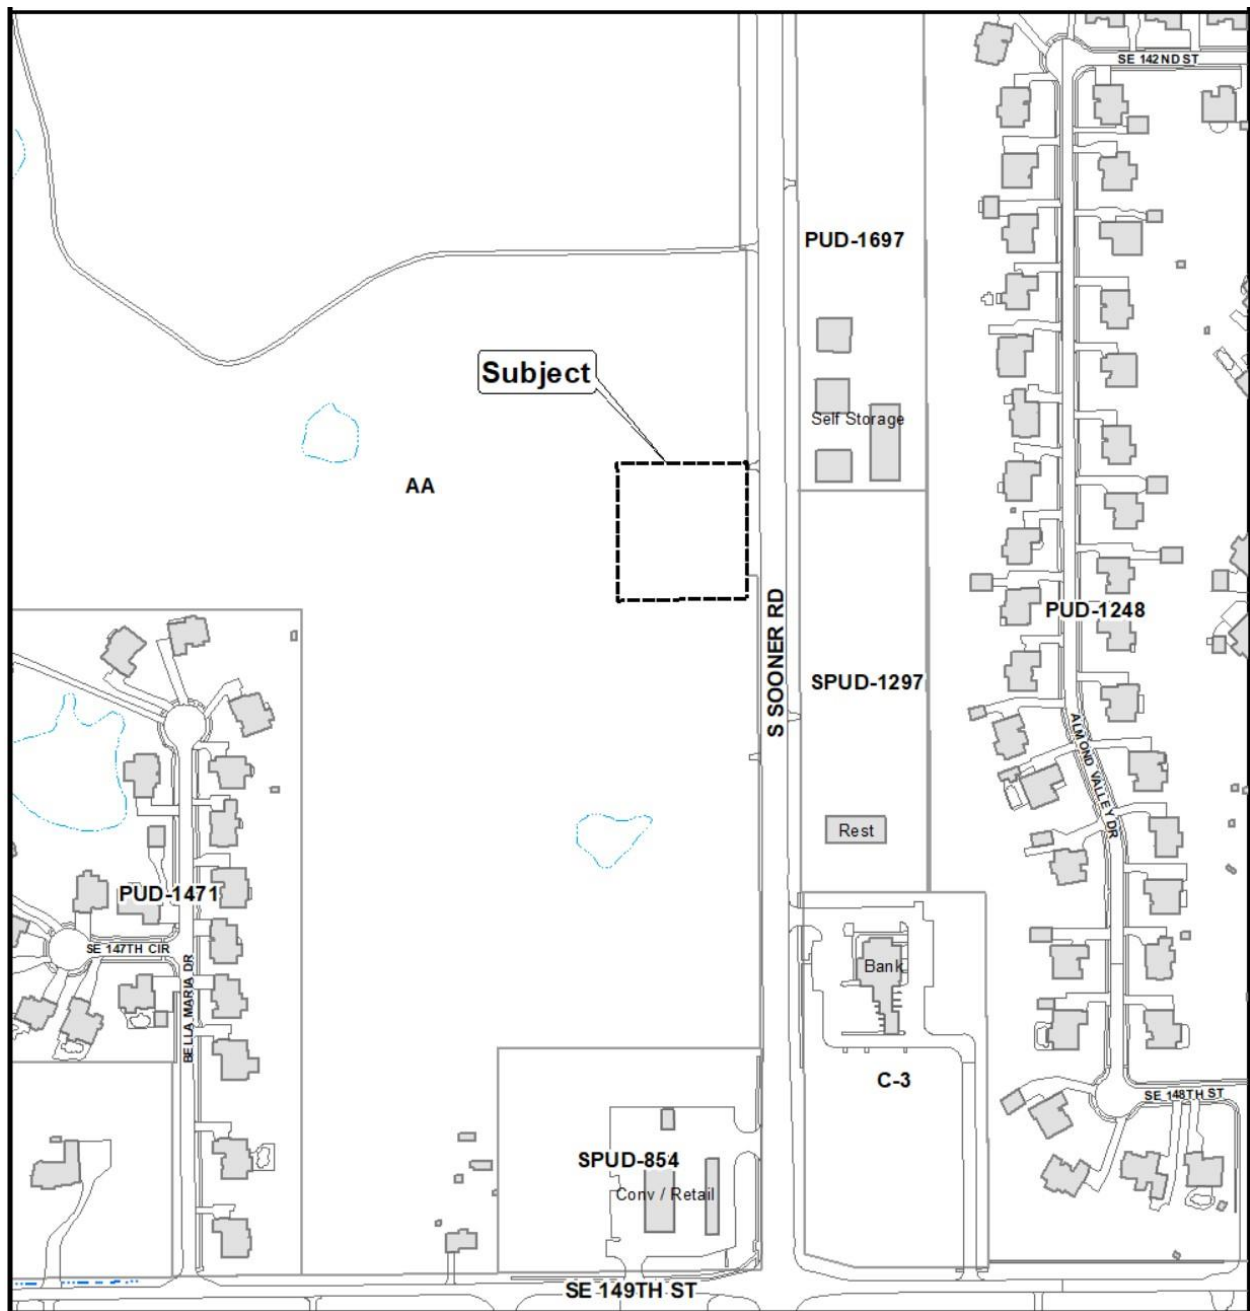 SE 142ND ST
PUD-1697
Subject
Self Storage
AA
PUD-1248
S SOONER RD
SPUD-1297
ALMOND VALLEY DR
Rest
PUD-1471
SE 147TH CIR
Bank
BELLA MARIA DR
C-3
SE 148TH ST
SPUD-854
Conv / Retail
SE 149TH ST